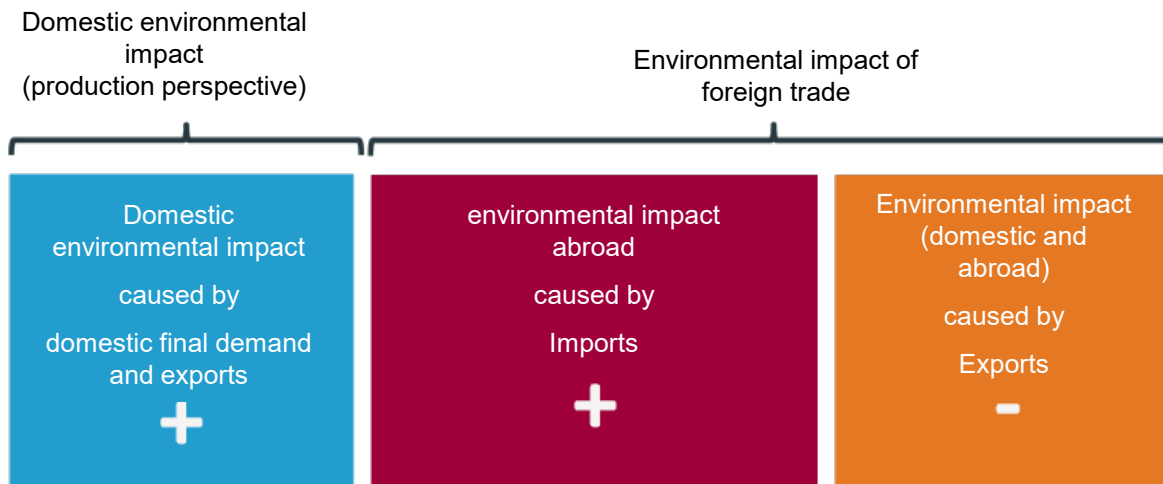 Domestic environmental
impact
(production perspective)
Environmental impact of
foreign trade
Domestic
environmental impact
caused by
domestic final demand
and exports
+
environmental impact
abroad
caused by
Imports
+
Environmental impact
(domestic and
abroad)
caused by
Exports
-